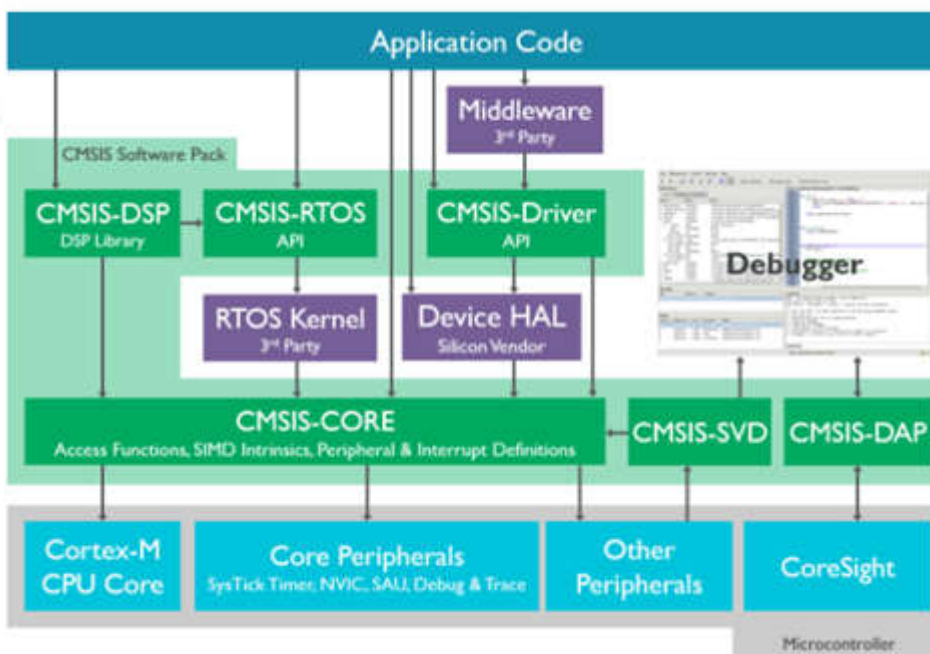 Application Code
Middleware
3rd Party
CMSIS Software Pack
CMSIS-DSP
DSP Library
CMSIS-RTOS
API
CMSIS-Driver
API
Debugger
RTOS Kernel
3rd Party
Device HAL
Silicon Vendor
CMSIS-CORE
Access Functions, SIMD Intrinsics, Peripheral & Interrupt Definitions
CMSIS-SVD
CMSIS-DAP
Cortex-M
CPU Core
Core Peripherals
SysTick Timer, NVIC, SAU, Debug & Trace
Other
Peripherals
CoreSight
Microcontroller